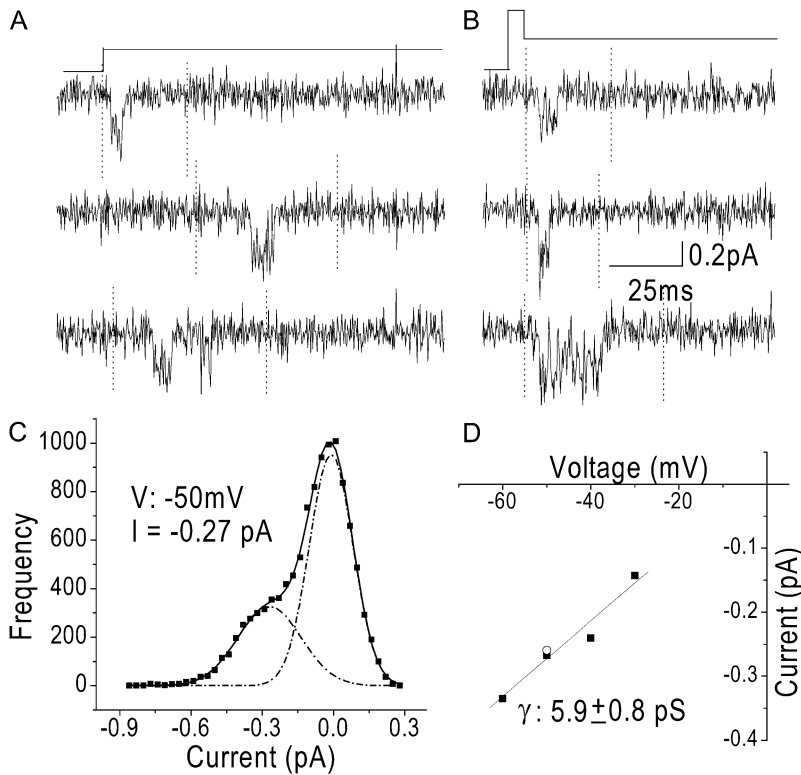 A
B
0.2pA
25ms
C
V: -50mV
I = -0.27 pA
1000
800
600
400
200
0
Frequency
-0.9
-0.6
-0.3
0.0
0.3
Current (pA)
D
Voltage (mV)
-60
-40
-20
-0.1
-0.2
-0.3
-0.4
Current (pA)
γ: 5.9±0.8 pS